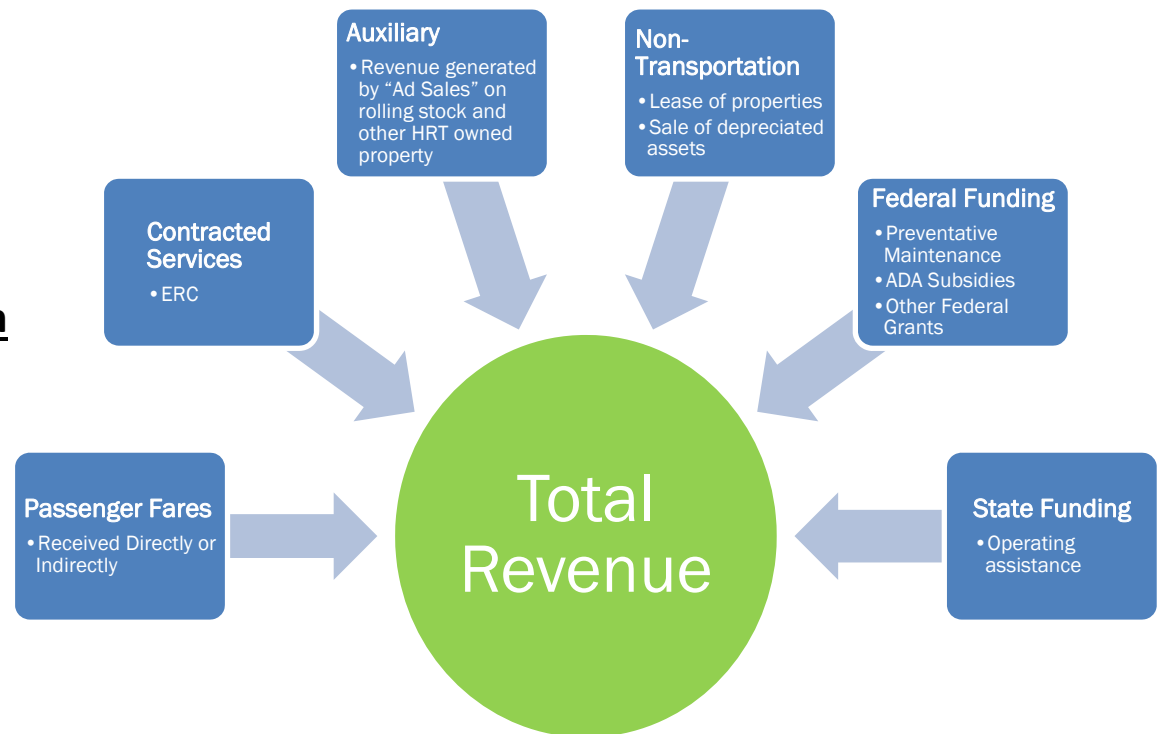 Auxiliary
•Revenue generated
by “Ad Sales” on
rolling stock and
other HRT owned
property
Non-
Transportation
•Lease of properties
•Sale of depreciated
assets
Contracted
Services
•ERC
Federal Funding
•Preventative
Maintenance
•ADA Subsidies
•Other Federal
Grants
Passenger Fares
•Received Directly or
Indirectly
Total
Revenue
State Funding
•Operating
assistance